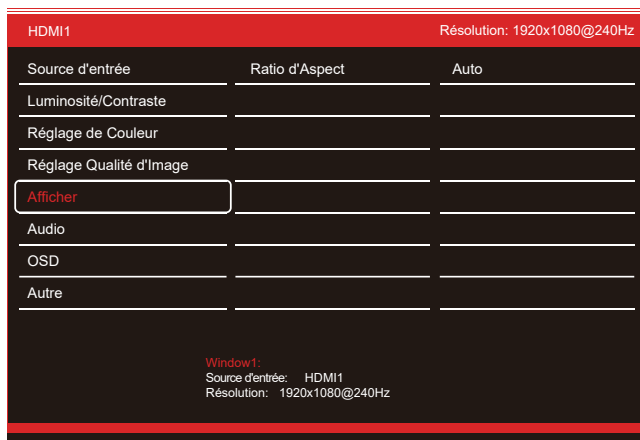 HDMI1 Résolution: 1920x1080@240Hz
Source d'entrée Ratio d'Aspect Auto
Luminosité/Contraste
Réglage de Couleur
Réglage Qualité d'Image
Afficher
Audio
OSD
Autre
Window1:
Source d'entrée: HDMI1
Résolution: 1920x1080@240Hz